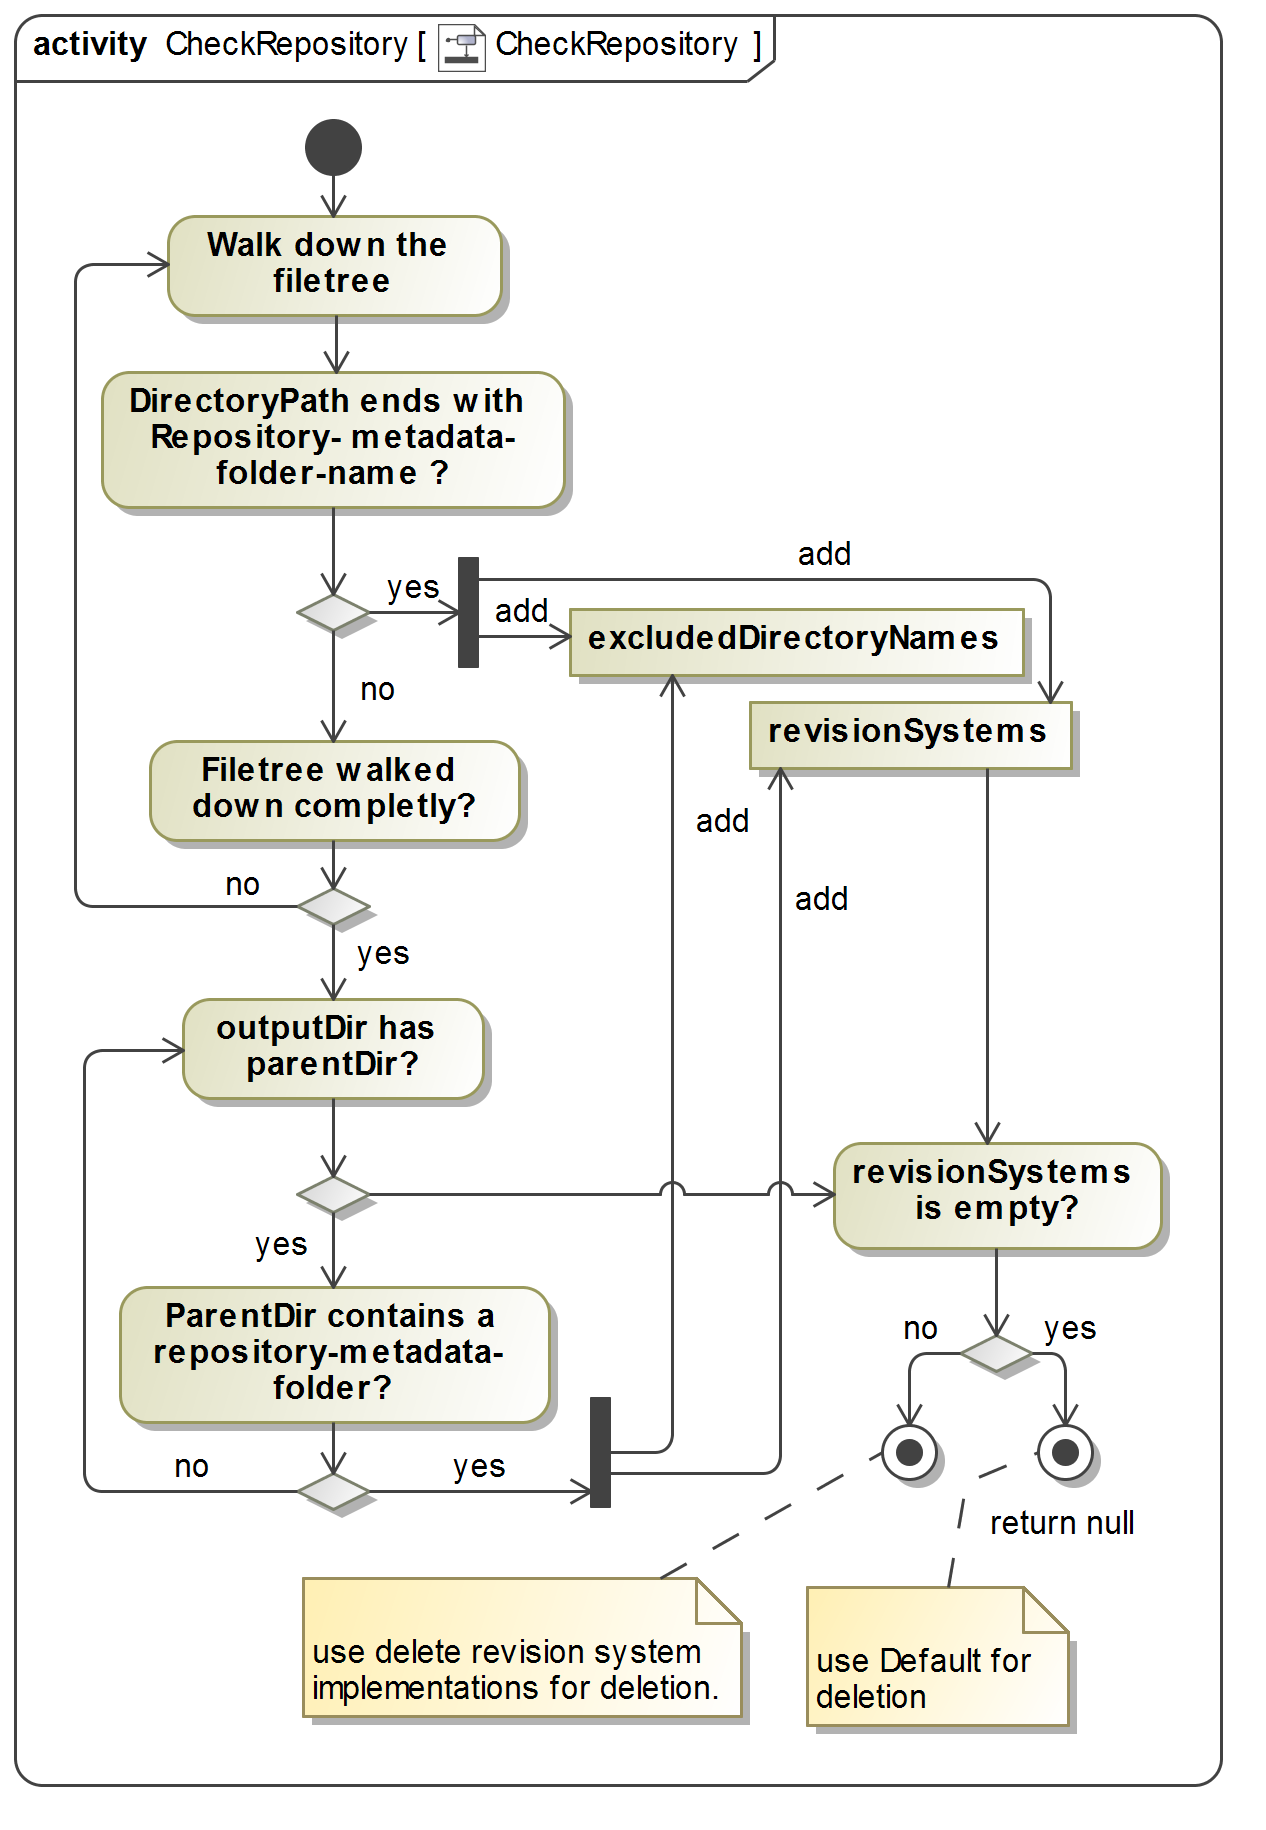 activity CheckRepository [ CheckRepository ]
Walk down the
filetree
DirectoryPath ends with
Repository- metadata-
folder-name ?
add
yes
add
excludedDirectoryNames
no
revisionSystems
Filetree walked
down completly?
add
no
add
yes
outputDir has
parentDir?
revisionSystems
is empty?
yes
ParentDir contains a
repository-metadata-
folder?
no
yes
no
yes
return null
use delete revision system
implementations for deletion.
use Default for
deletion